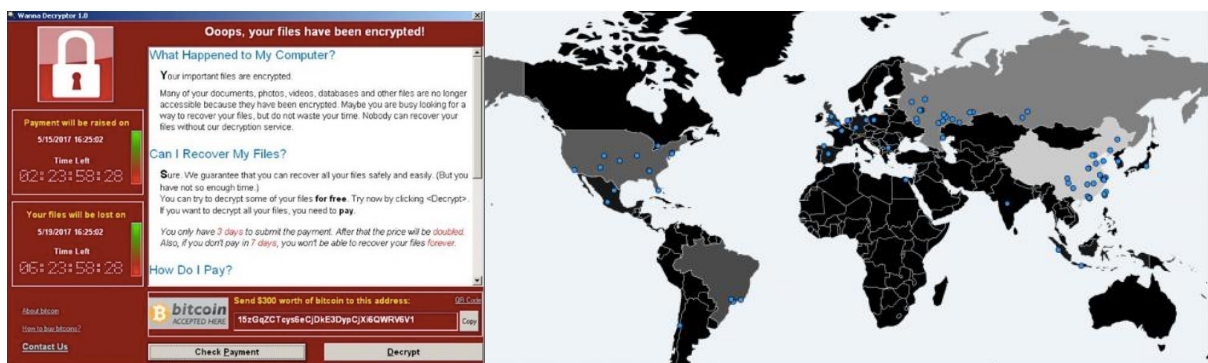 Wanna Decryptor 1.0
Ooops, your files have been encrypted!
What Happened to My Computer?
Your important files are encrypted.
Many of your documents, photos, videos, databases and other files are no longer
accessible because they have been encrypted. Maybe you are busy looking for a
way to recover your files, but do not waste your time. Nobody can recover your
files without our decryption service.
Can I Recover My Files?
Sure. We guarantee that you can recover all your files safely and easily. (But you
have not so enough time.)
You can try to decrypt some of your files for free. Try now by clicking <Decrypt>.
If you want to decrypt all your files, you need to pay.
You only have 3 days to submit the payment. After that the price will be doubled.
Also, if you don't pay in 7 days, you won't be able to recover your files forever.
How Do I Pay?
Payment will be raised on
5/15/2017 16:25:02
Time Left
02:23:58:28
Your files will be lost on
5/19/2017 16:25:02
Time Left
06:23:58:28
About bitcoin
How to buy bitcoins?
Contact Us
bitcoin
ACCEPTED HERE
Send $300 worth of bitcoin to this address:
QR Code
15zGqZCTcys6eCjDkE3DypCjXi6QWRV6V1
Copy
Check Payment
Decrypt